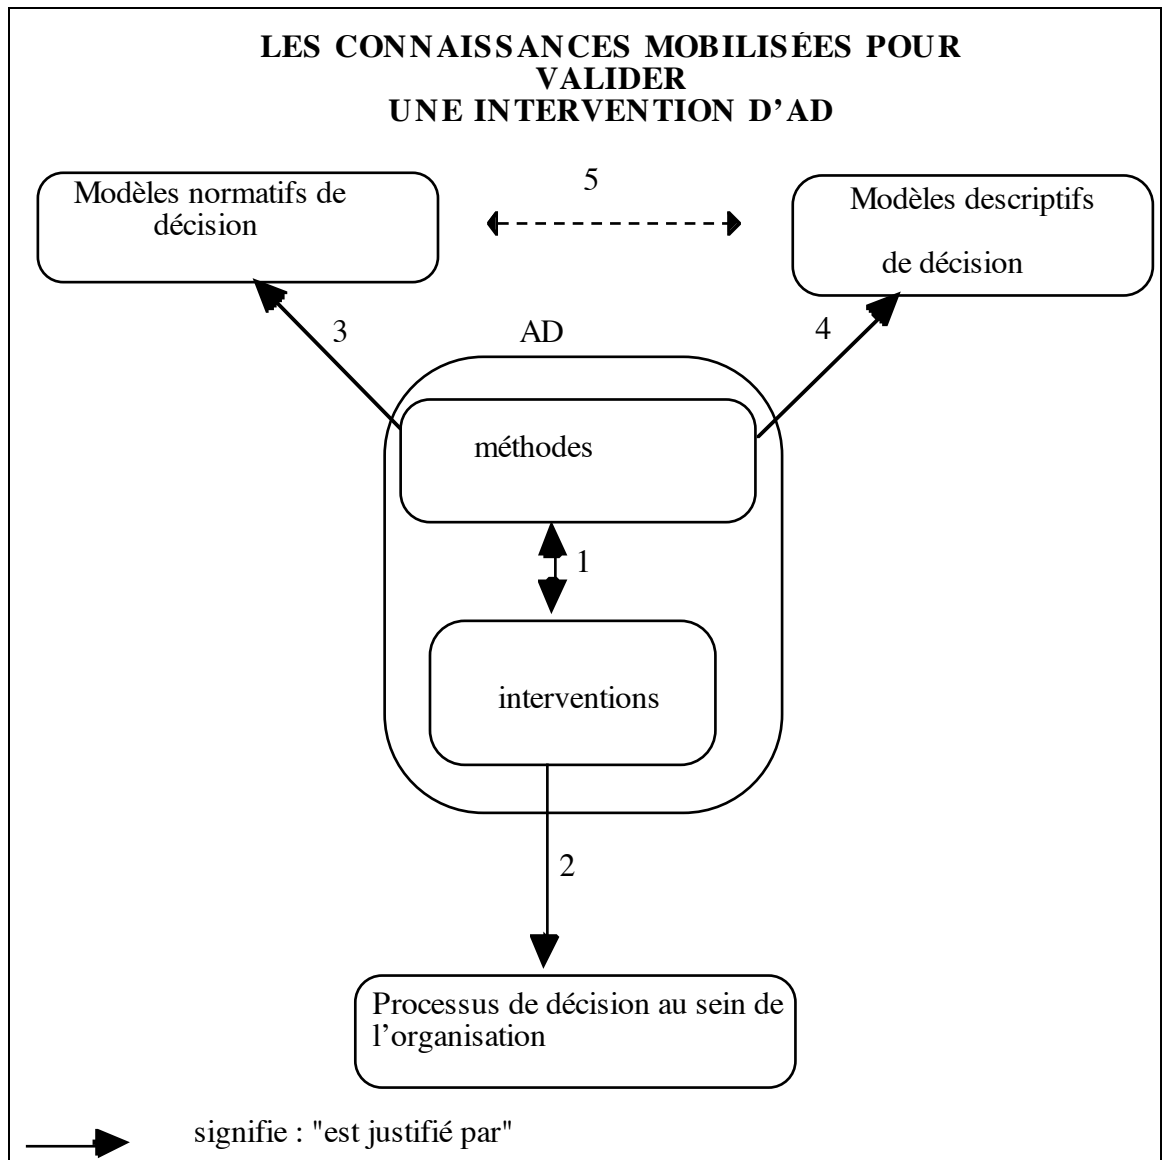 LES CONNAISSANCES MOBILISÉES POUR
VALIDER
UNE INTERVENTION D’AD
5
Modèles normatifs de
décision
Modèles descriptifs
de décision
3
AD
4
méthodes
1
interventions
2
Processus de décision au sein de
l’organisation
signifie : "est justifié par"